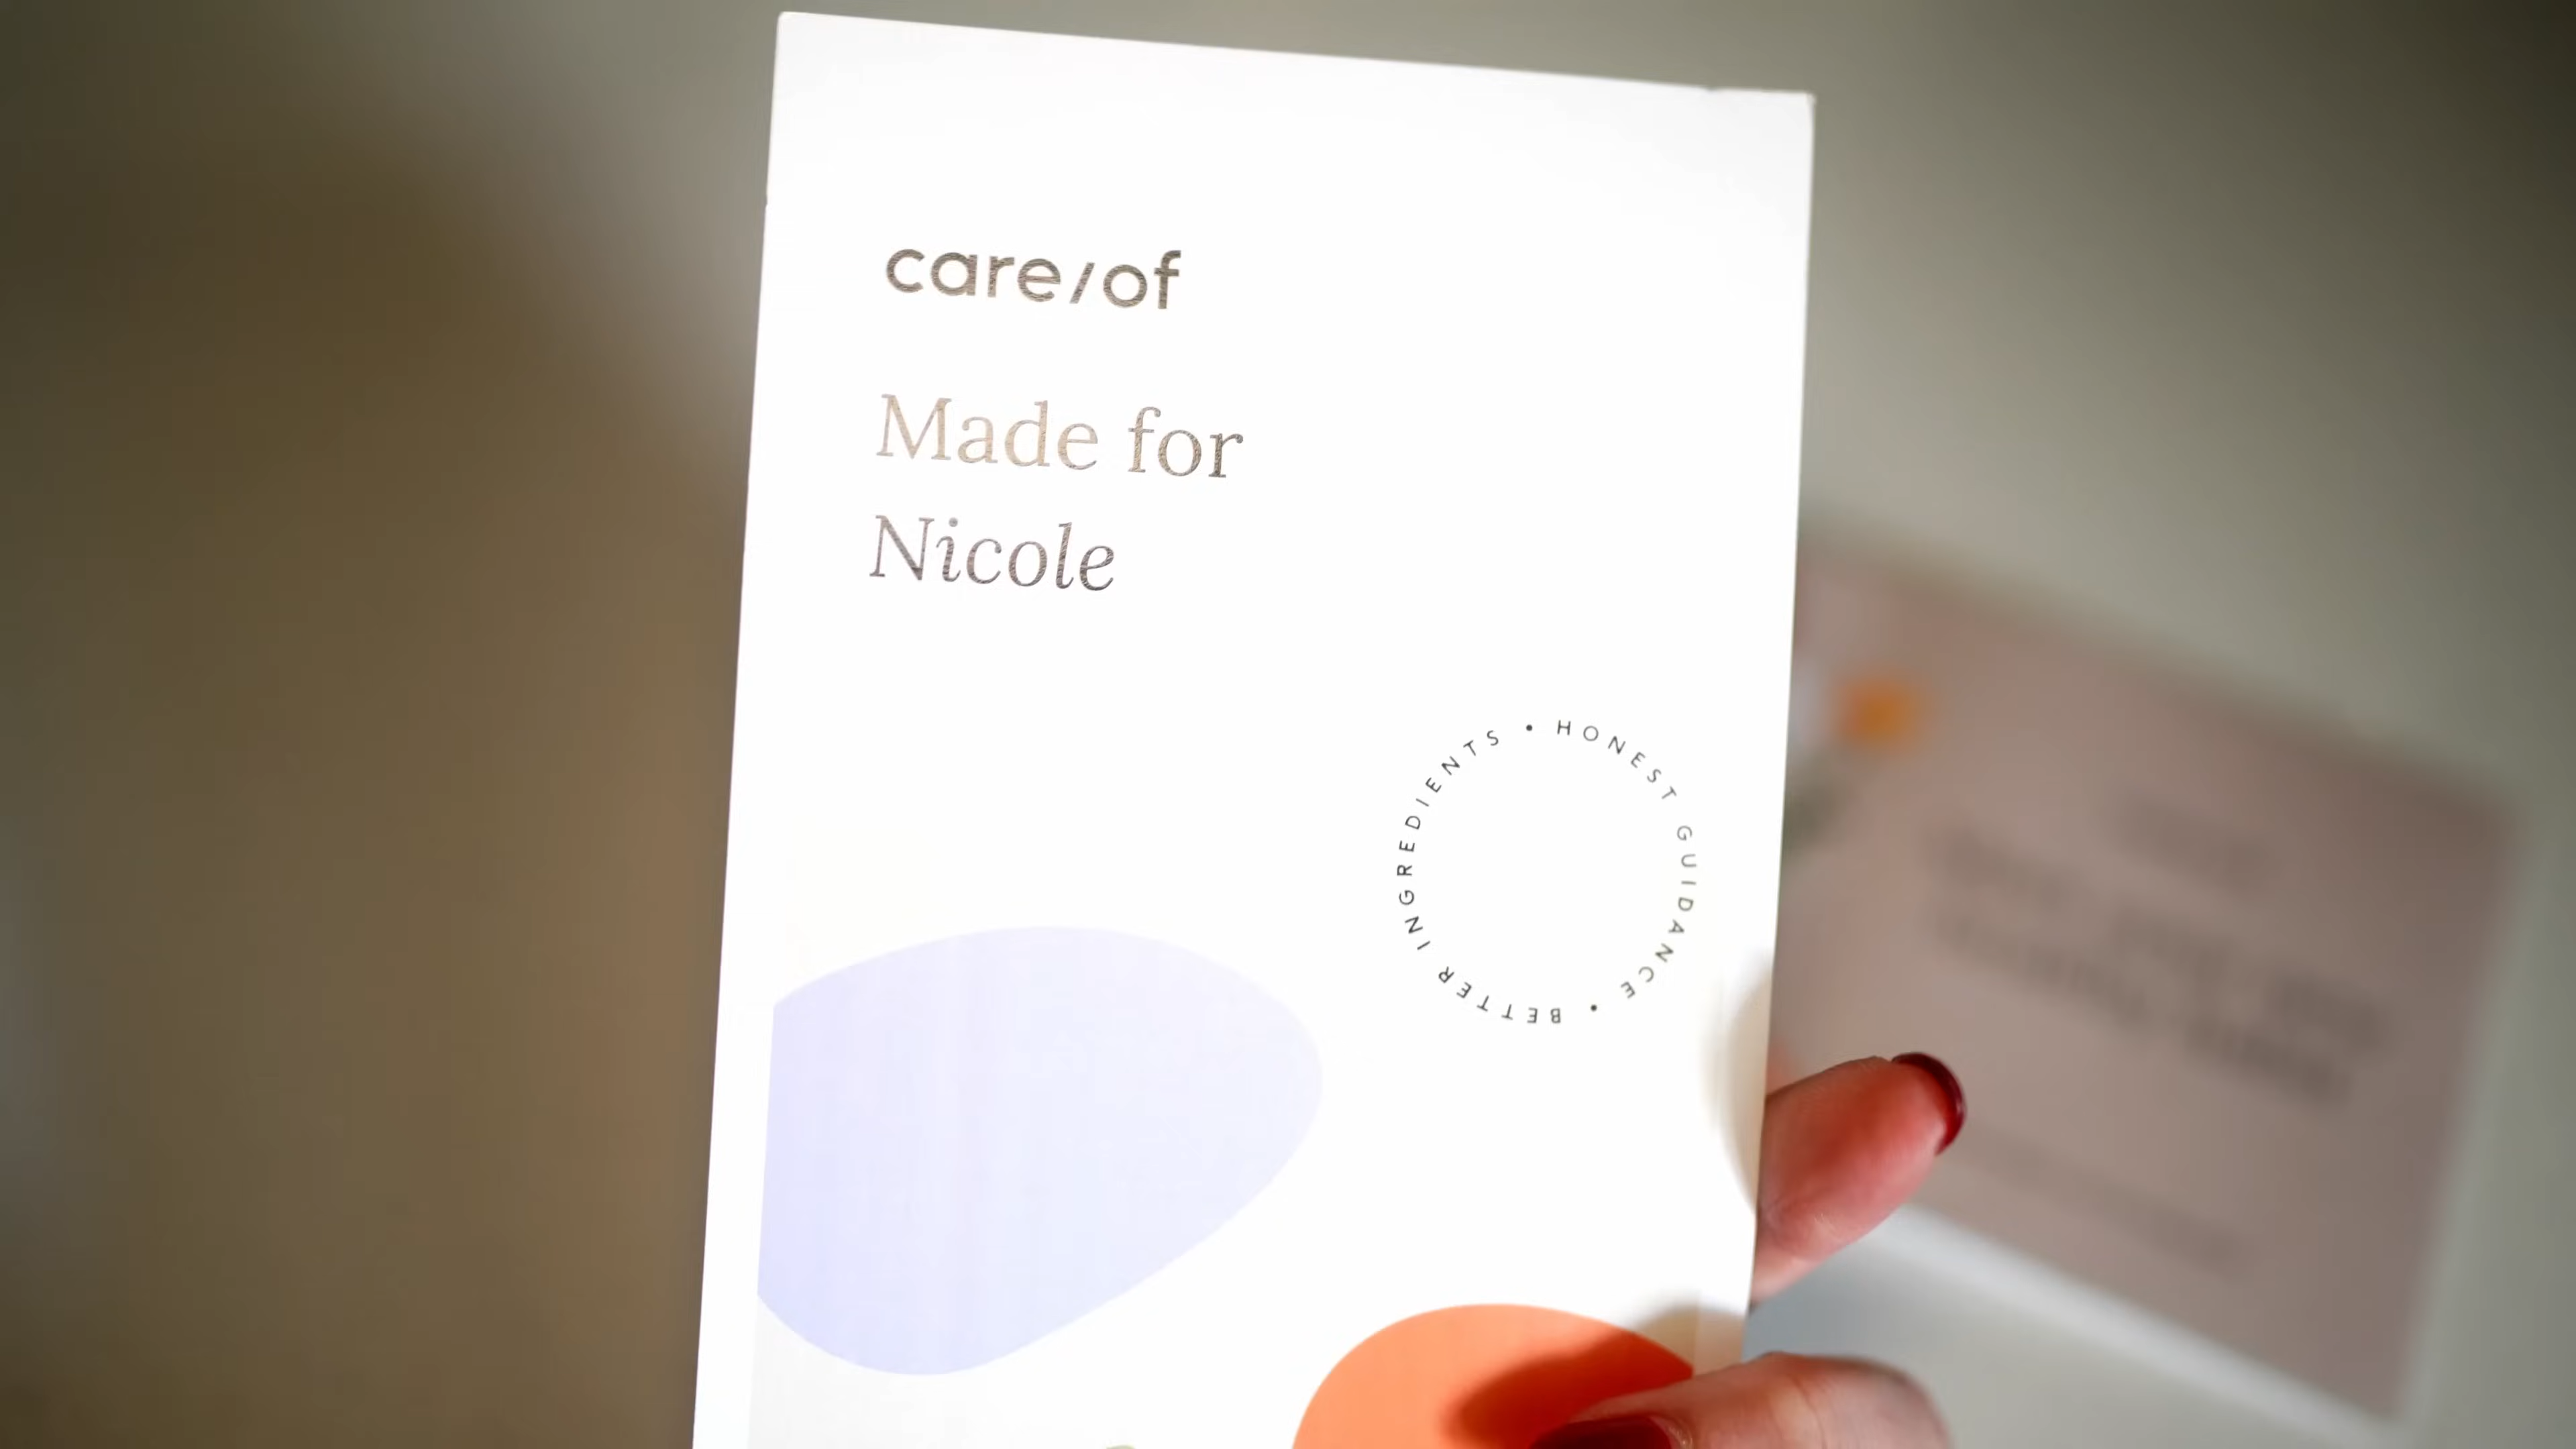 care/of
Made for
Nicole
• HONEST GUIDANCE • BETTER INGREDIENTS